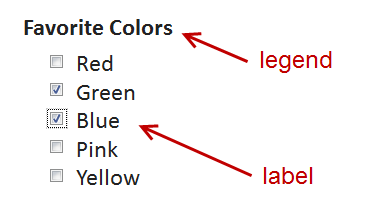 Favorite Colors
legend
Red
Green
Blue
Pink
Yellow
label